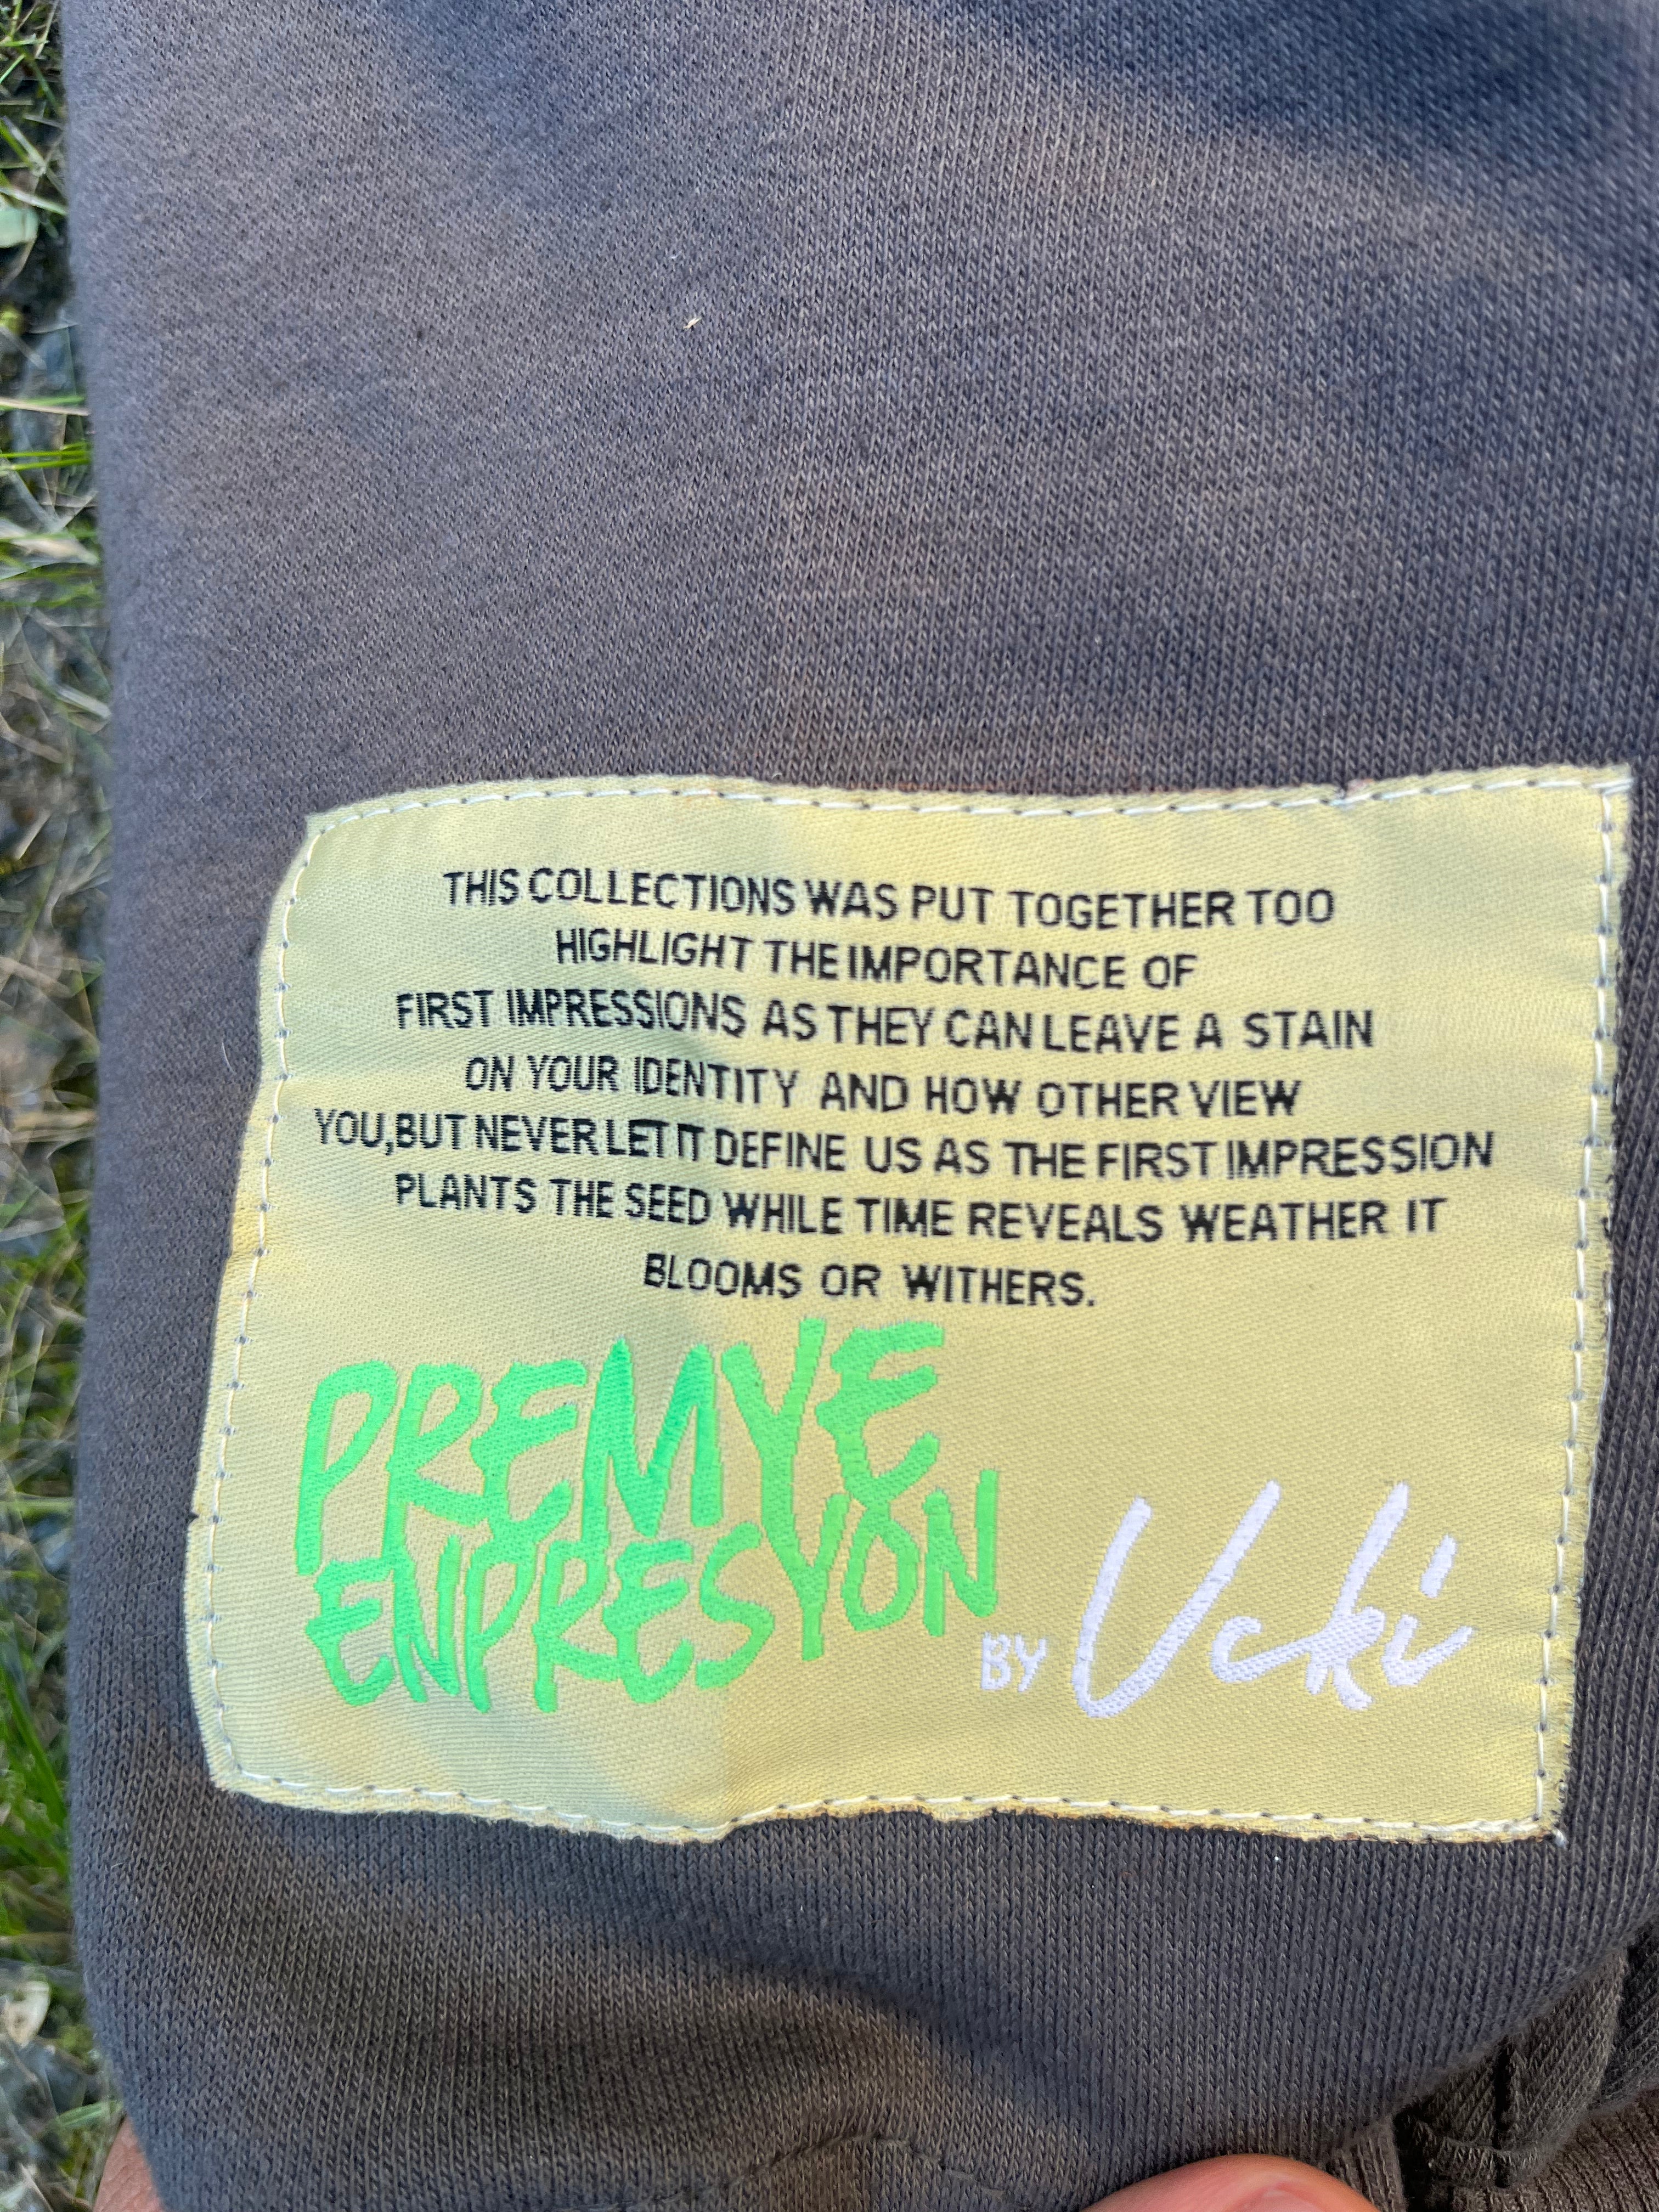 THIS COLLECTIONS WAS PUT TOGETHER TOO
HIGHLIGHT THE IMPORTANCE OF
FIRST IMPRESSIONS AS THEY CAN LEAVE A STAIN
ON YOUR IDENTITY AND HOW OTHER VIEW
YOU,BUT NEVER LET IT DEFINE US AS THE FIRST IMPRESSION
PLANTS THE SEED WHILE TIME REVEALS WEATHER IT
BLOOMS OR WITHERS.
PREMYE
ENPRESYON
BY Vcki